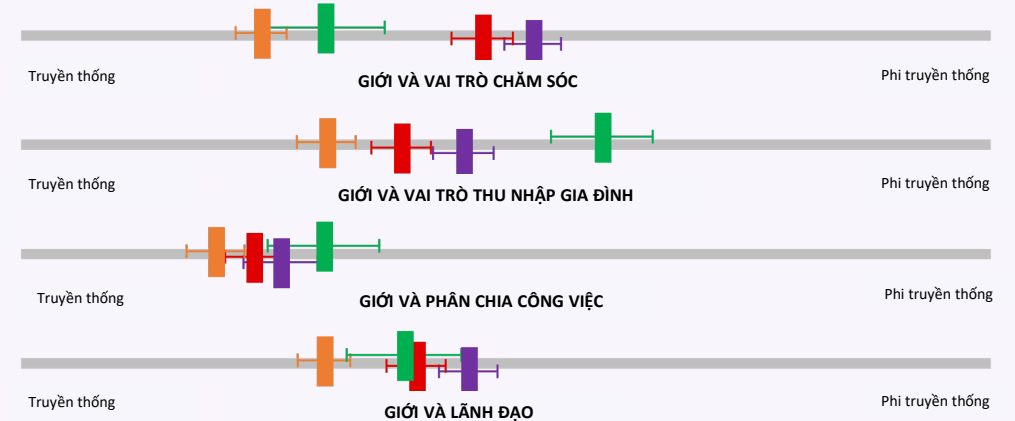 Truyền thống
Phi truyền thống
GIỚI VÀ VAI TRÒ CHĂM SÓC
Truyền thống
Phi truyền thống
GIỚI VÀ VAI TRÒ THU NHẬP GIA ĐÌNH
Truyền thống
Phi truyền thống
GIỚI VÀ PHÂN CHIA CÔNG VIỆC
Truyền thống
Phi truyền thống
GIỚI VÀ LÃNH ĐẠO